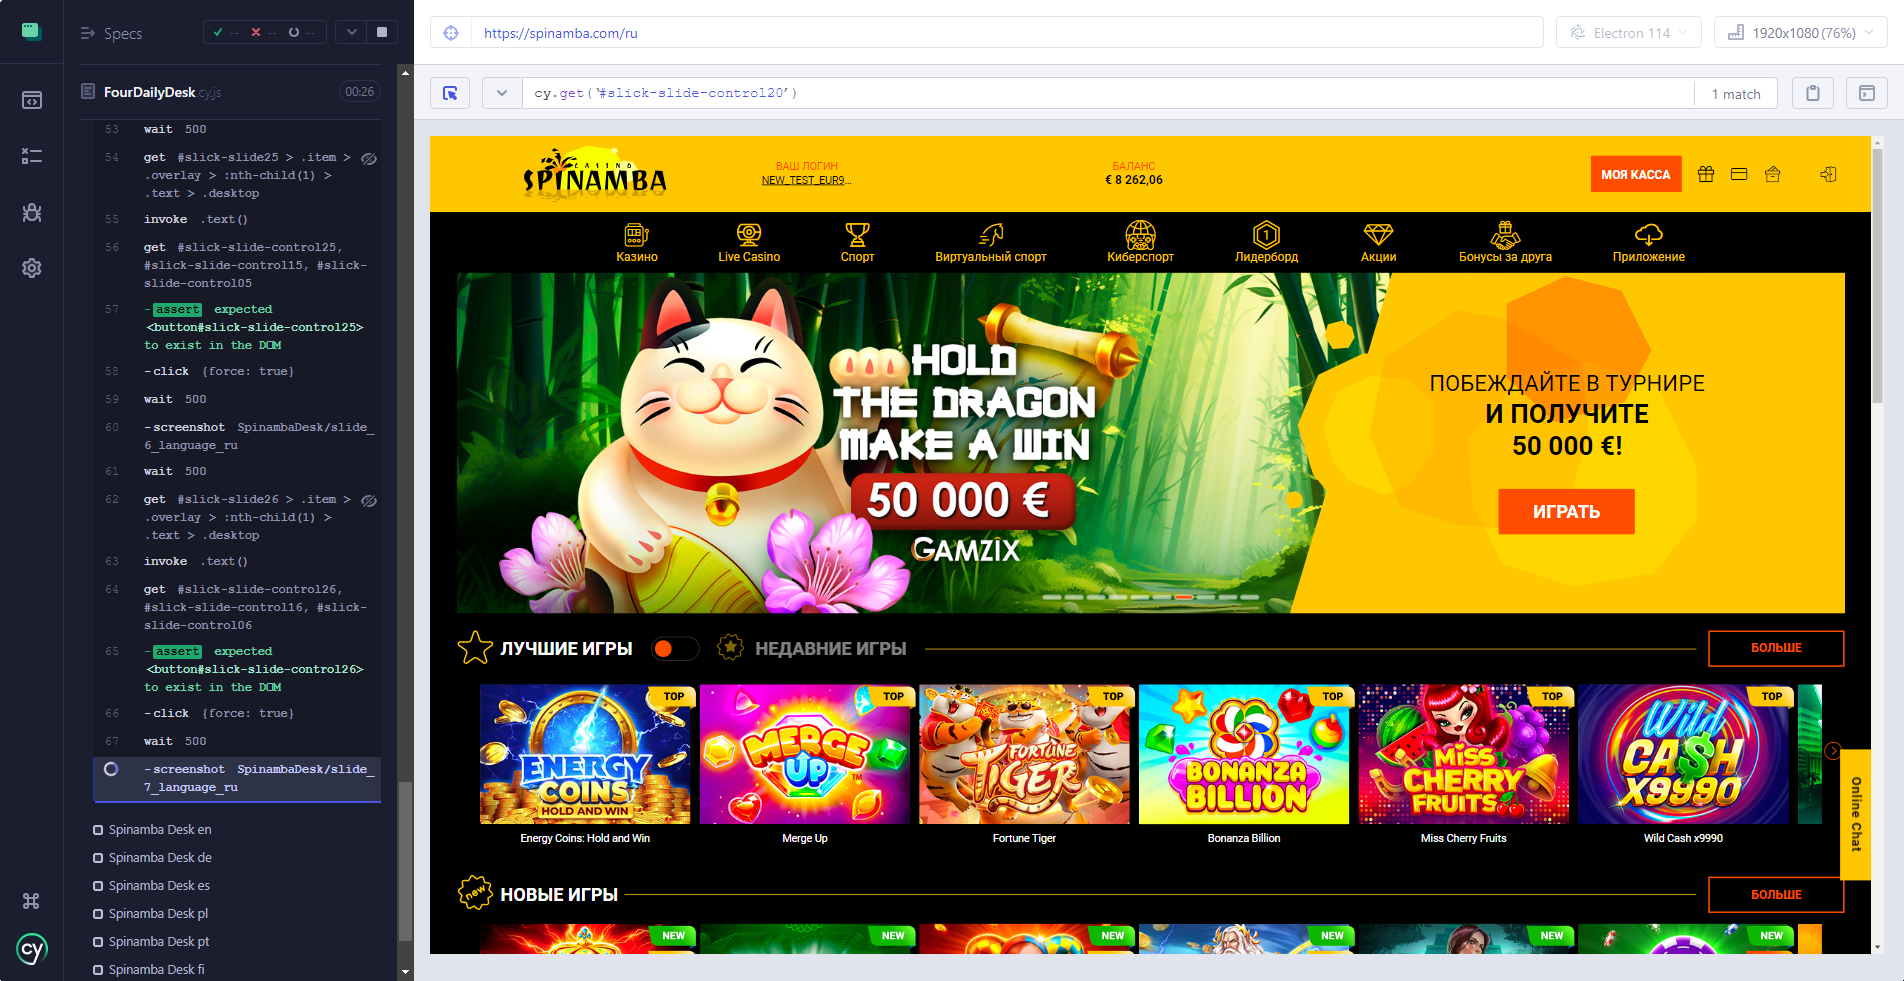 Specs
--
--
--
FourDailyDesk.cy.js
00:26
53 wait 500
54 get #slick-slide25 > .item >
.overlay > :nth-child(1) >
.text > .desktop
55 invoke .text()
56 get #slick-slide-control25,
#slick-slide-control15, #slick-
slide-control05
57 -assert expected
<button#slick-slide-control25>
to exist in the DOM
58 -click {force: true}
59 wait 500
60 -screenshot SpinambaDesk/slide_
6_language_ru
61 wait 500
62 get #slick-slide26 > .item >
.overlay > :nth-child(1) >
.text > .desktop
63 invoke .text()
64 get #slick-slide-control26,
#slick-slide-control16, #slick-
slide-control06
65 -assert expected
<button#slick-slide-control26>
to exist in the DOM
66 -click {force: true}
67 wait 500
-screenshot SpinambaDesk/slide_
7_language_ru
Spinamba Desk en
Spinamba Desk de
Spinamba Desk es
Spinamba Desk pl
Spinamba Desk pt
Spinamba Desk fi
cy
https://spinamba.com/ru
Electron 114
1920x1080 (76%)
cy.get('#slick-slide-control20')
1 match
CASINO
SPINAMBA
ВАШ ЛОГИН
NEW_TEST_EUR9...
БАЛАНС
€ 8 262,06
МОЯ КАССА
Казино
Live Casino
Спорт
Виртуальный спорт
Киберспорт
1
Лидерборд
Акции
Бонусы за друга
Приложение
HOLD
THE DRAGON
MAKE A WIN
50 000 €
GAMZIX
ПОБЕЖДАЙТЕ В ТУРНИРЕ
И ПОЛУЧИТЕ
50 000 €!
ИГРАТЬ
ЛУЧШИЕ ИГРЫ
НЕДАВНИЕ ИГРЫ
БОЛЬШЕ
TOP
TOP
TOP
TOP
TOP
TOP
ENERGY
COINS
HOLD AND WIN
MERGE
UP
FORTUNE
TIGER
BONANZA
BILLION
MISS
CHERRY
FRUITS
Wild
CA$H
X9990
Energy Coins: Hold and Win
Merge Up
Fortune Tiger
Bonanza Billion
Miss Cherry Fruits
Wild Cash x9990
Online Chat
new
НОВЫЕ ИГРЫ
БОЛЬШЕ
NEW
NEW
NEW
NEW
NEW
NEW